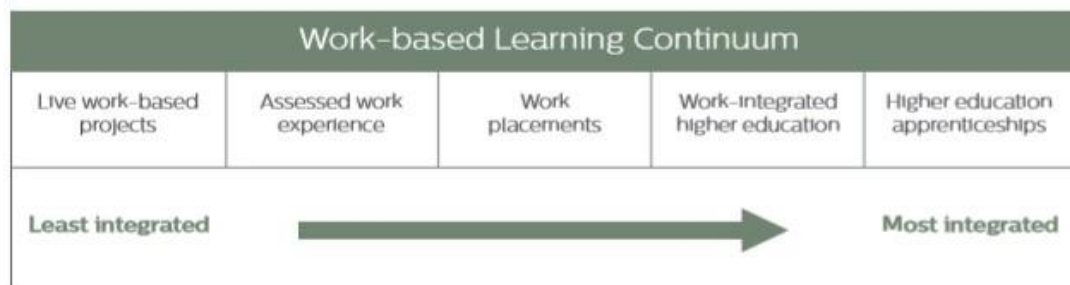 Work-based Learning Continuum
Live work-based
projects
Assessed work
experience
Work
placements
Work-integrated
higher education
Higher education
apprenticeships
Least integrated
Most integrated